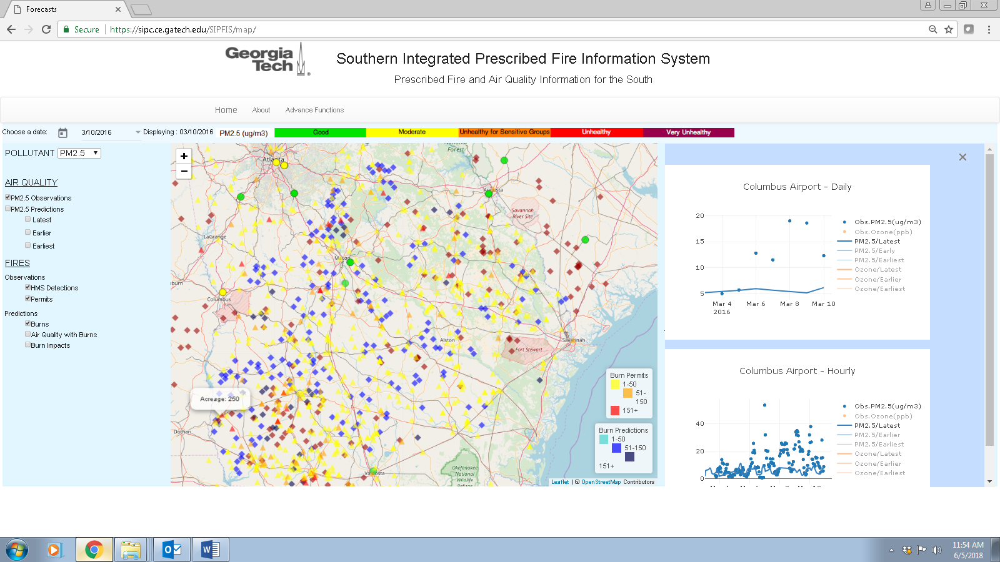 Forecasts
Secure
https://sipc.ce.gatech.edu/SIPFIS/map/
Georgia
Tech
Southern Integrated Prescribed Fire Information System
Prescribed Fire and Air Quality Information for the South
Home About Advance Functions
Choose a date: 3/10/2016 Displaying : 03/10/2016 PM2.5 (ug/m3) Good Moderate Unhealthy for Sensitive Groups Unhealthy Very Unhealthy
POLLUTANT PM2.5
AIR QUALITY
PM2.5 Observations
PM2.5 Predictions
Latest
Earlier
Earliest
FIRES
Observations
HMS Detections
Permits
Predictions
Burns
Air Quality with Burns
Burn Impacts
+
−
National
Forest
Atlanta
Augusta
Savannah
River Site
LaGrange
Macon
Columbus
Alston
Savannah
Fort Stewart
Acreage: 250
Dothan
Valdosta
Okefenokee
National
Wildlife
Burn Permits
1-50
51-
150
151+
Burn Predictions
1-50
51-150
151+
Leaflet | © OpenStreetMap Contributors
Columbus Airport - Daily
20
15
10
5
Mar 4
2016
Mar 6
Mar 8
Mar 10
Obs.PM2.5(ug/m3)
Obs.Ozone(ppb)
PM2.5/Latest
PM2.5/Early
PM2.5/Earliest
Ozone/Latest
Ozone/Earlier
Ozone/Earliest
Columbus Airport - Hourly
40
20
0
Obs.PM2.5(ug/m3)
Obs.Ozone(ppb)
PM2.5/Latest
PM2.5/Earlier
PM2.5/Earliest
Ozone/Latest
Ozone/Earlier
Ozone/Earliest
11:54 AM
6/5/2018